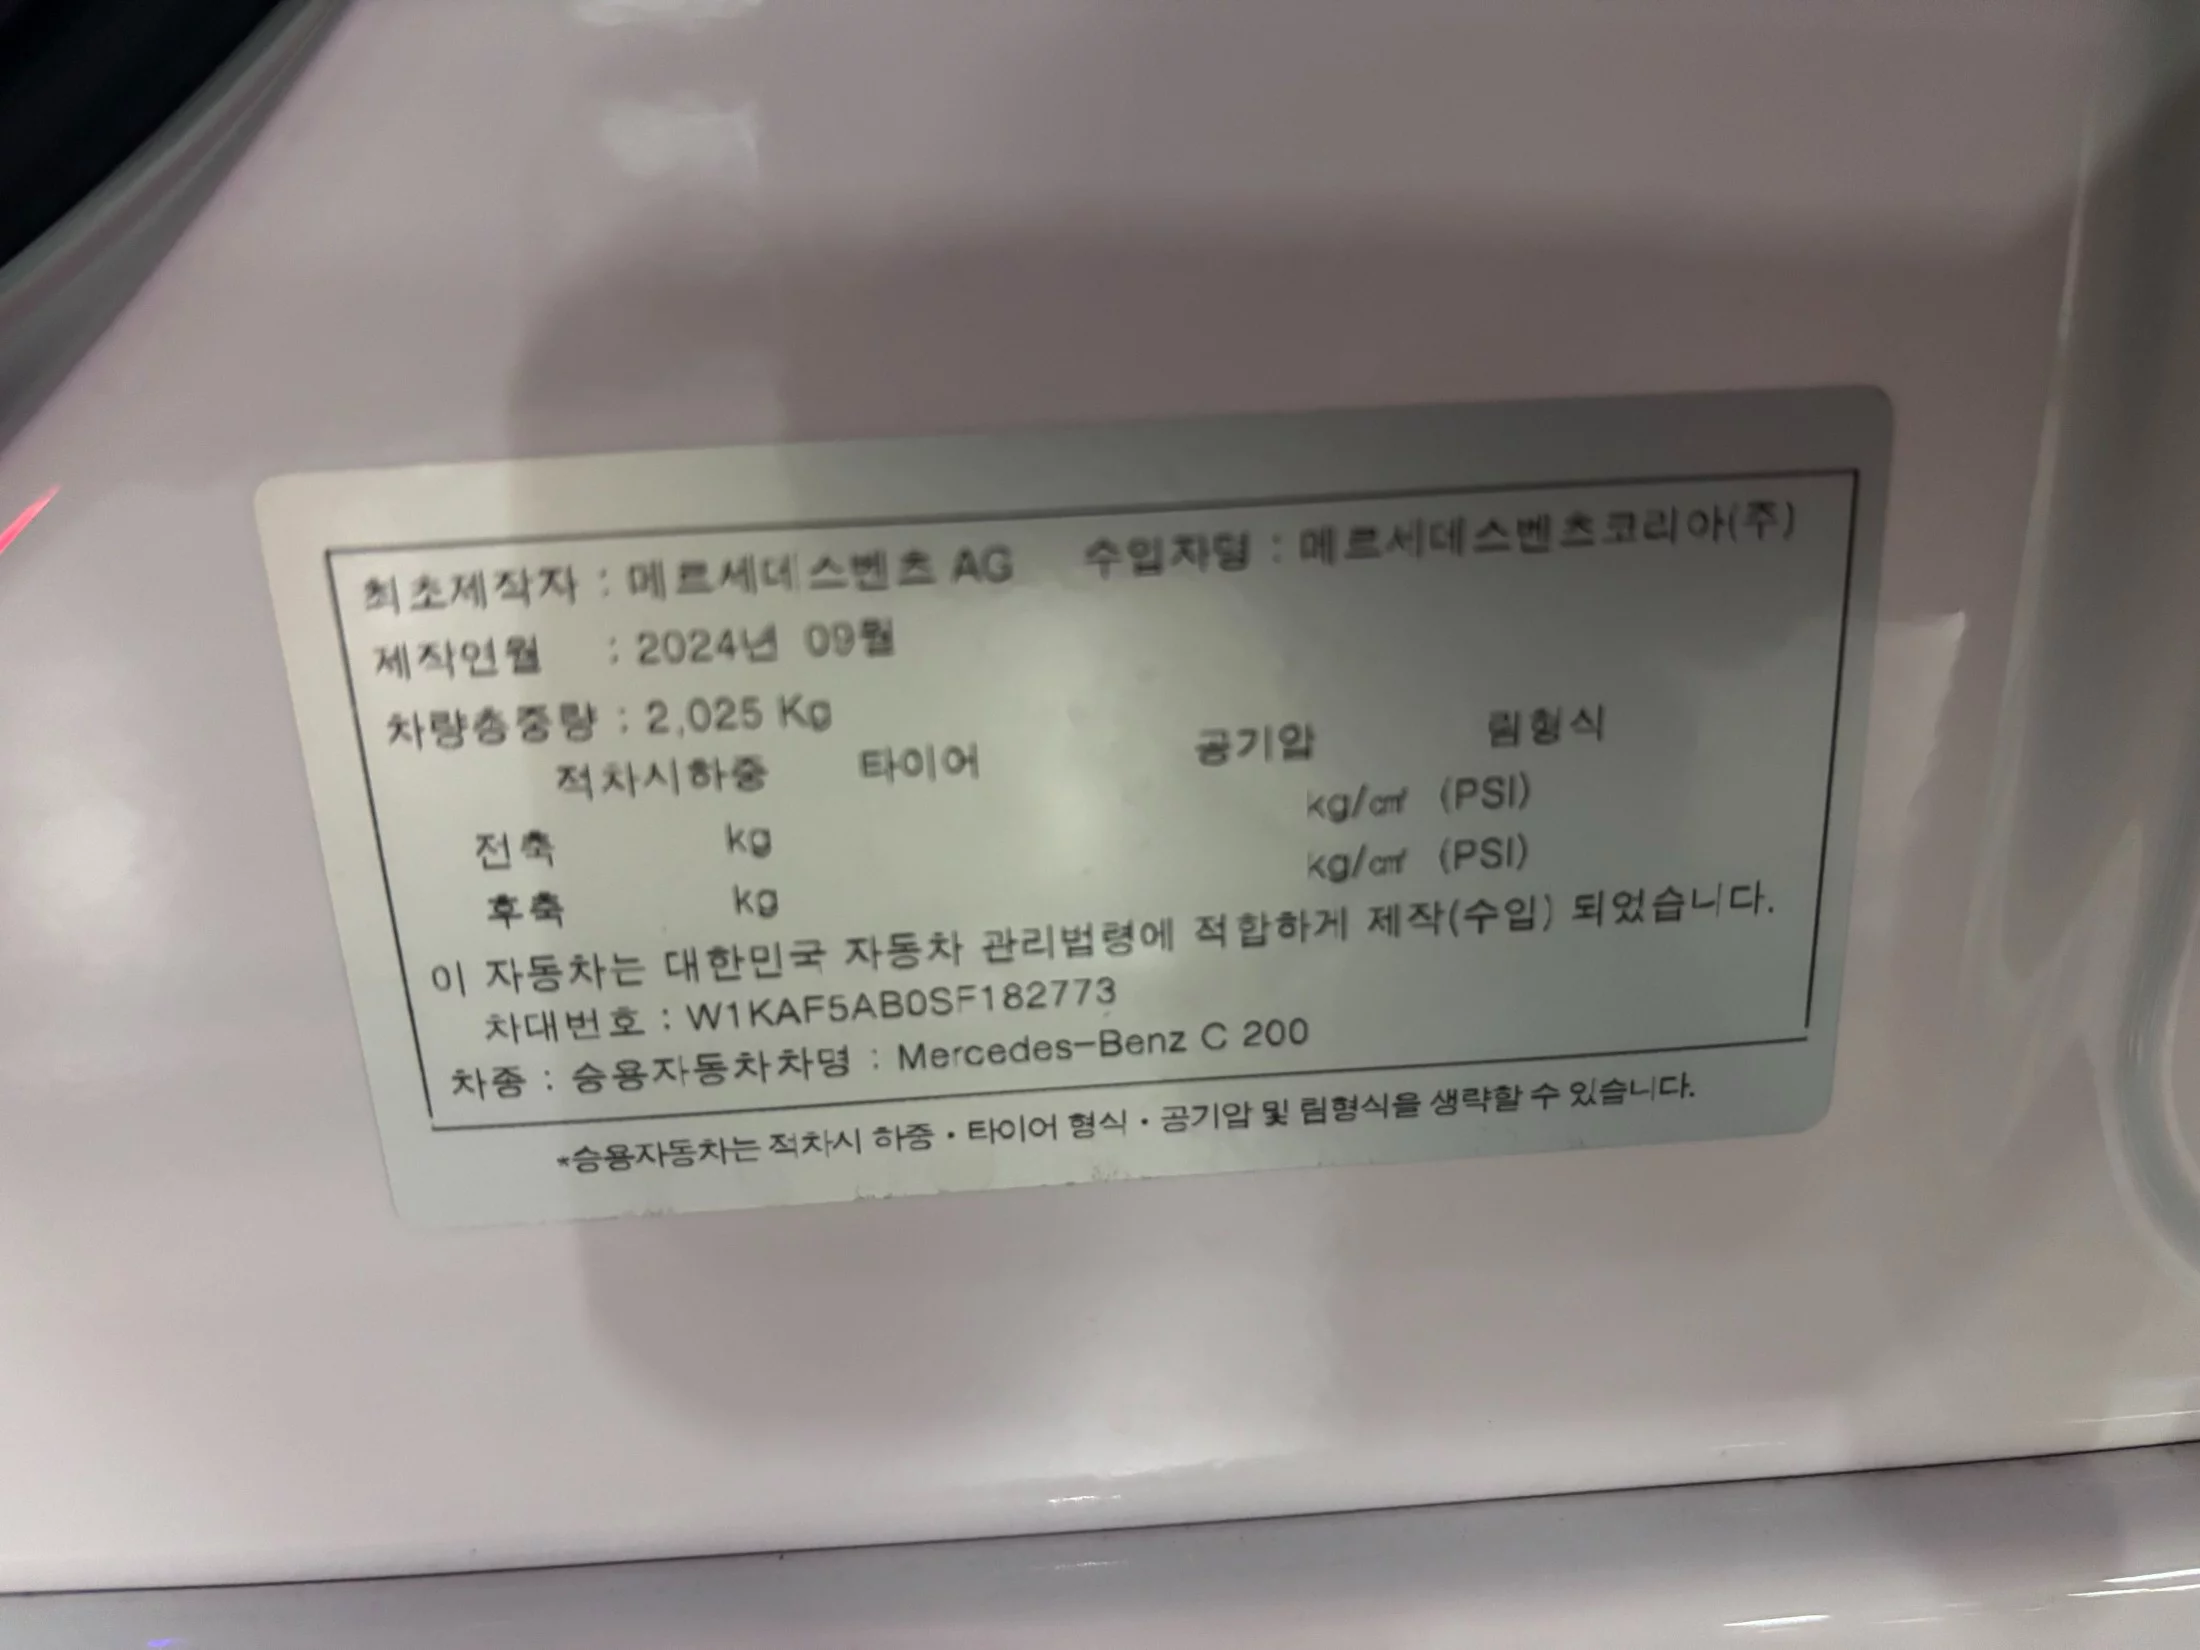 최초제작자 : 메르세데스벤츠 AG 수입자명 : 메르세데스벤츠코리아(주)
제작연월 : 2024년 09월
차량총중량 : 2,025 Kg
적차시하중 타이어 공기압 림형식
전축 kg kg/㎠ (PSI)
후축 kg kg/㎠ (PSI)
이 자동차는 대한민국 자동차 관리법령에 적합하게 제작(수입) 되었습니다.
차대번호 : W1KAF5AB0SF182773
차종 : 승용자동차차명 : Mercedes-Benz C 200
*승용자동차는 적차시 하중 · 타이어 형식 · 공기압 및 림형식을 생략할 수 있습니다.